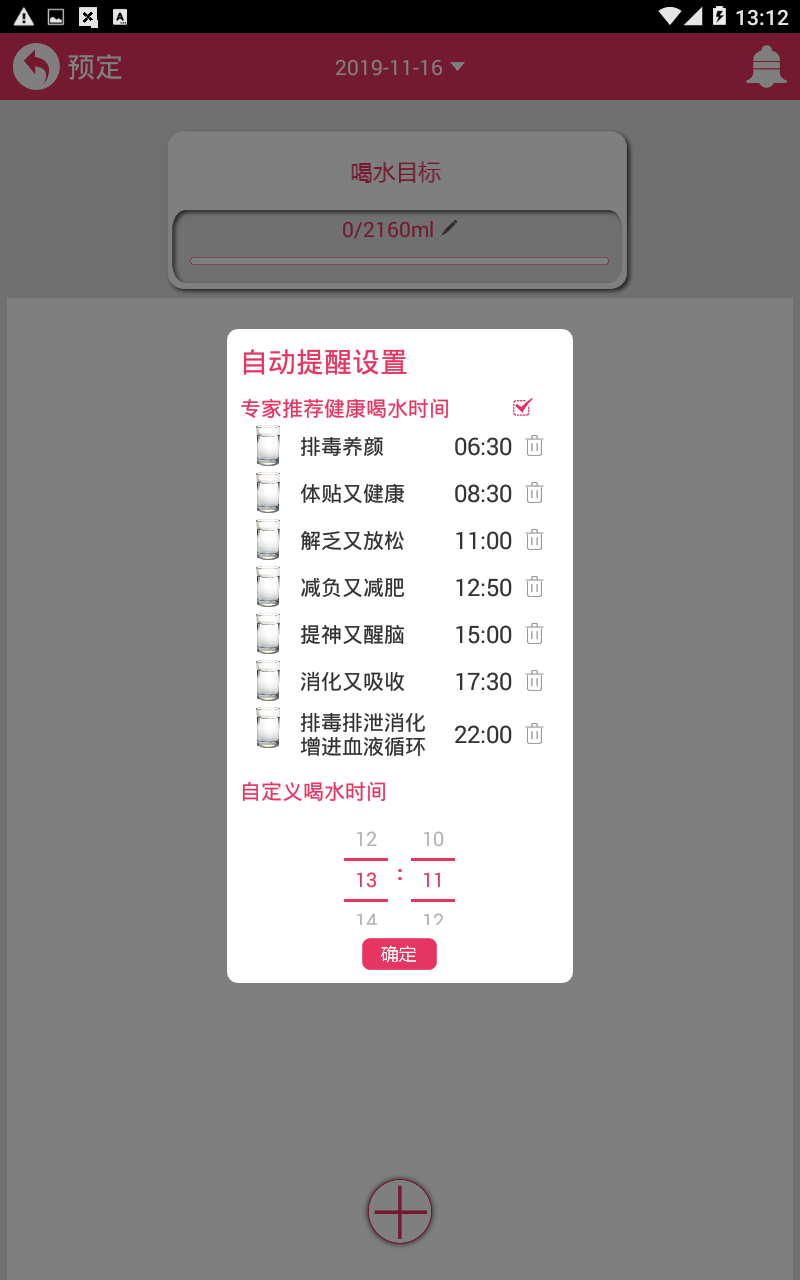 13:12
预定
2019-11-16
喝水目标
0/2160ml
自动提醒设置
专家推荐健康喝水时间
排毒养颜 06:30
体贴又健康 08:30
解乏又放松 11:00
减负又减肥 12:50
提神又醒脑 15:00
消化又吸收 17:30
排毒排泄消化
增进血液循环 22:00
自定义喝水时间
12 10
13 : 11
14 12
确定